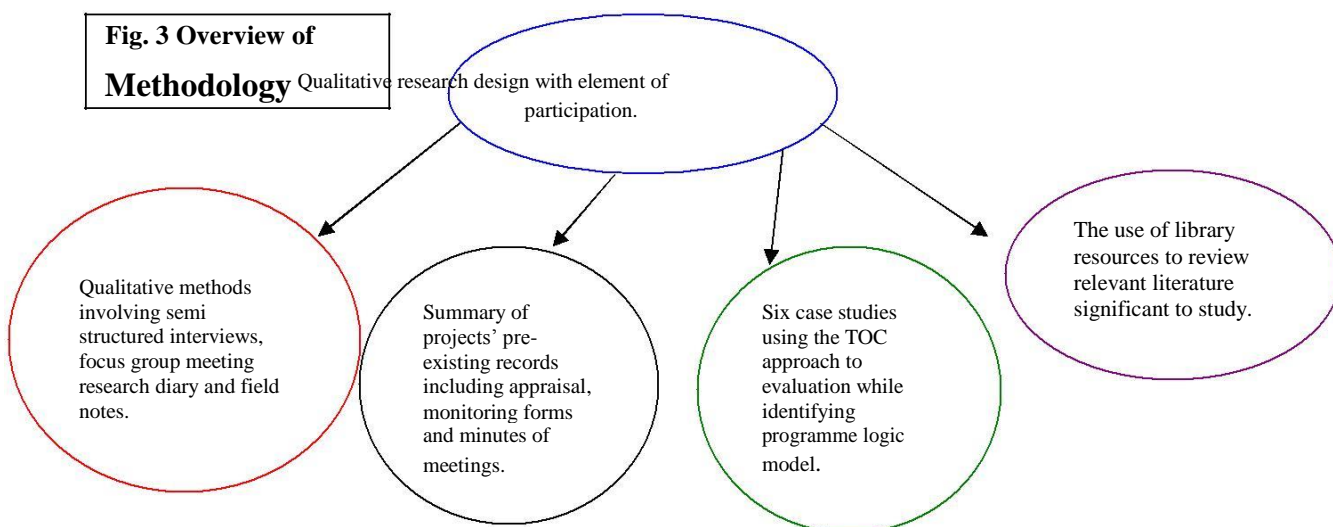 Fig. 3 Overview of
Methodology
Qualitative research design with element of
participation.
Qualitative methods
involving semi
structured interviews,
focus group meeting
research diary and field
notes.
Summary of
projects’ pre-
existing records
including appraisal,
monitoring forms
and minutes of
meetings.
Six case studies
using the TOC
approach to
evaluation while
identifying
programme logic
model.
The use of library
resources to review
relevant literature
significant to study.